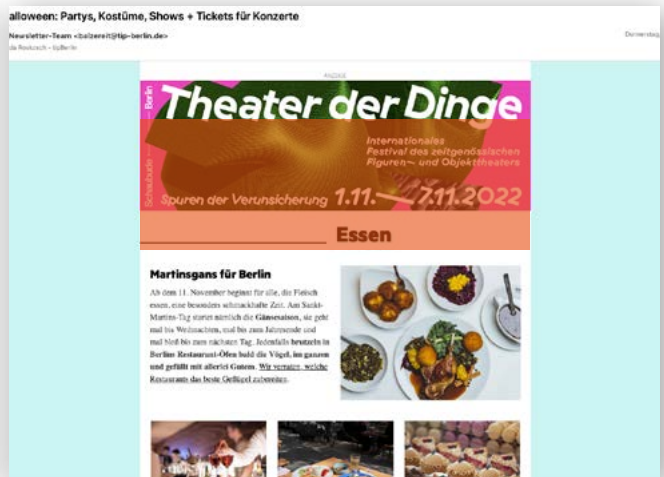 alloween: Partys, Kostüme, Shows + Tickets für Konzerte
Newsletter-Team <balzereit@tip-berlin.de>
Donnerstag
ANZEIGE
Schaubude Berlin
Theater der Dinge
Internationales
Festival des zeitgenössischen
Figuren- und Objekttheaters
Spuren der Verunsicherung 1.11.—7.11.2022
Essen
Martinsgans für Berlin
Ab dem 11. November beginnt für alle, die Fleisch
essen, eine besonders schmackhafte Zeit. Am Sankt-
Martins-Tag startet nämlich die Gänsesaison, sie geht
mal bis Weihnachten, mal bis zum Jahresende und
mal bloß bis zum nächsten Tag. Jedenfalls brutzeln in
Berlins Restaurant-Öfen bald die Vögel, im ganzen
und gefüllt mit allerlei Gutem. Wir verraten, welche
Restaurants das beste Geflügel zubereiten.